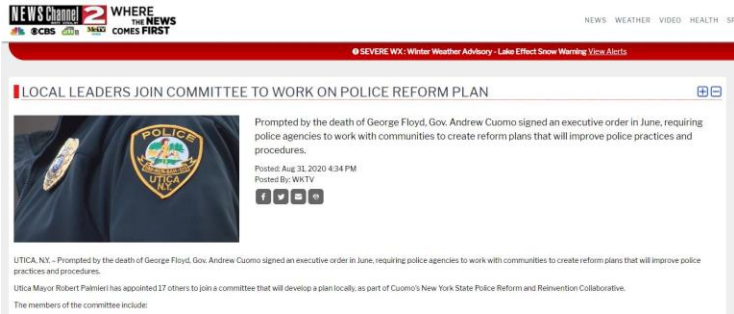 NEWS Channel 2 WHERE
THE NEWS
COMES FIRST
CBS
MeTV
NEWS WEATHER VIDEO HEALTH
SEVERE WX : Winter Weather Advisory - Lake Effect Snow Warning View Alerts
LOCAL LEADERS JOIN COMMITTEE TO WORK ON POLICE REFORM PLAN
POLICE
UTICA
N.Y.
Prompted by the death of George Floyd, Gov. Andrew Cuomo signed an executive order in June, requiring
police agencies to work with communities to create reform plans that will improve police practices and
procedures.
Posted: Aug 31, 2020 4:34 PM
Posted By: WKTV
UTICA, N.Y. – Prompted by the death of George Floyd, Gov. Andrew Cuomo signed an executive order in June, requiring police agencies to work with communities to create reform plans that will improve police
practices and procedures.
Utica Mayor Robert Palmieri has appointed 17 others to join a committee that will develop a plan locally, as part of Cuomo's New York State Police Reform and Reinvention Collaborative.
The members of the committee include: